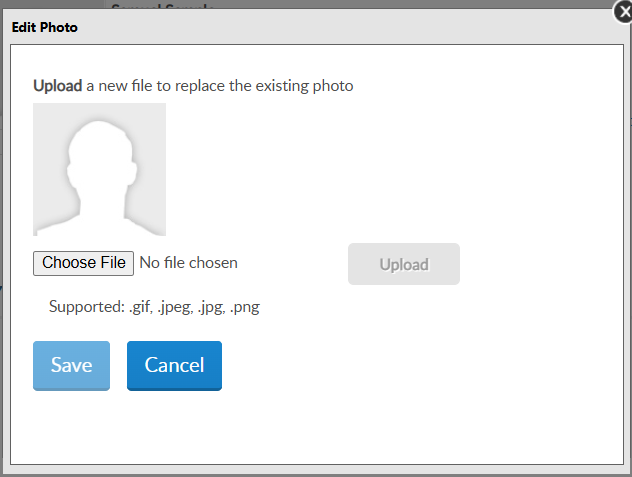 Edit Photo
Upload a new file to replace the existing photo
Choose File No file chosen
Upload
Supported: .gif, .jpeg, .jpg, .png
Save Cancel